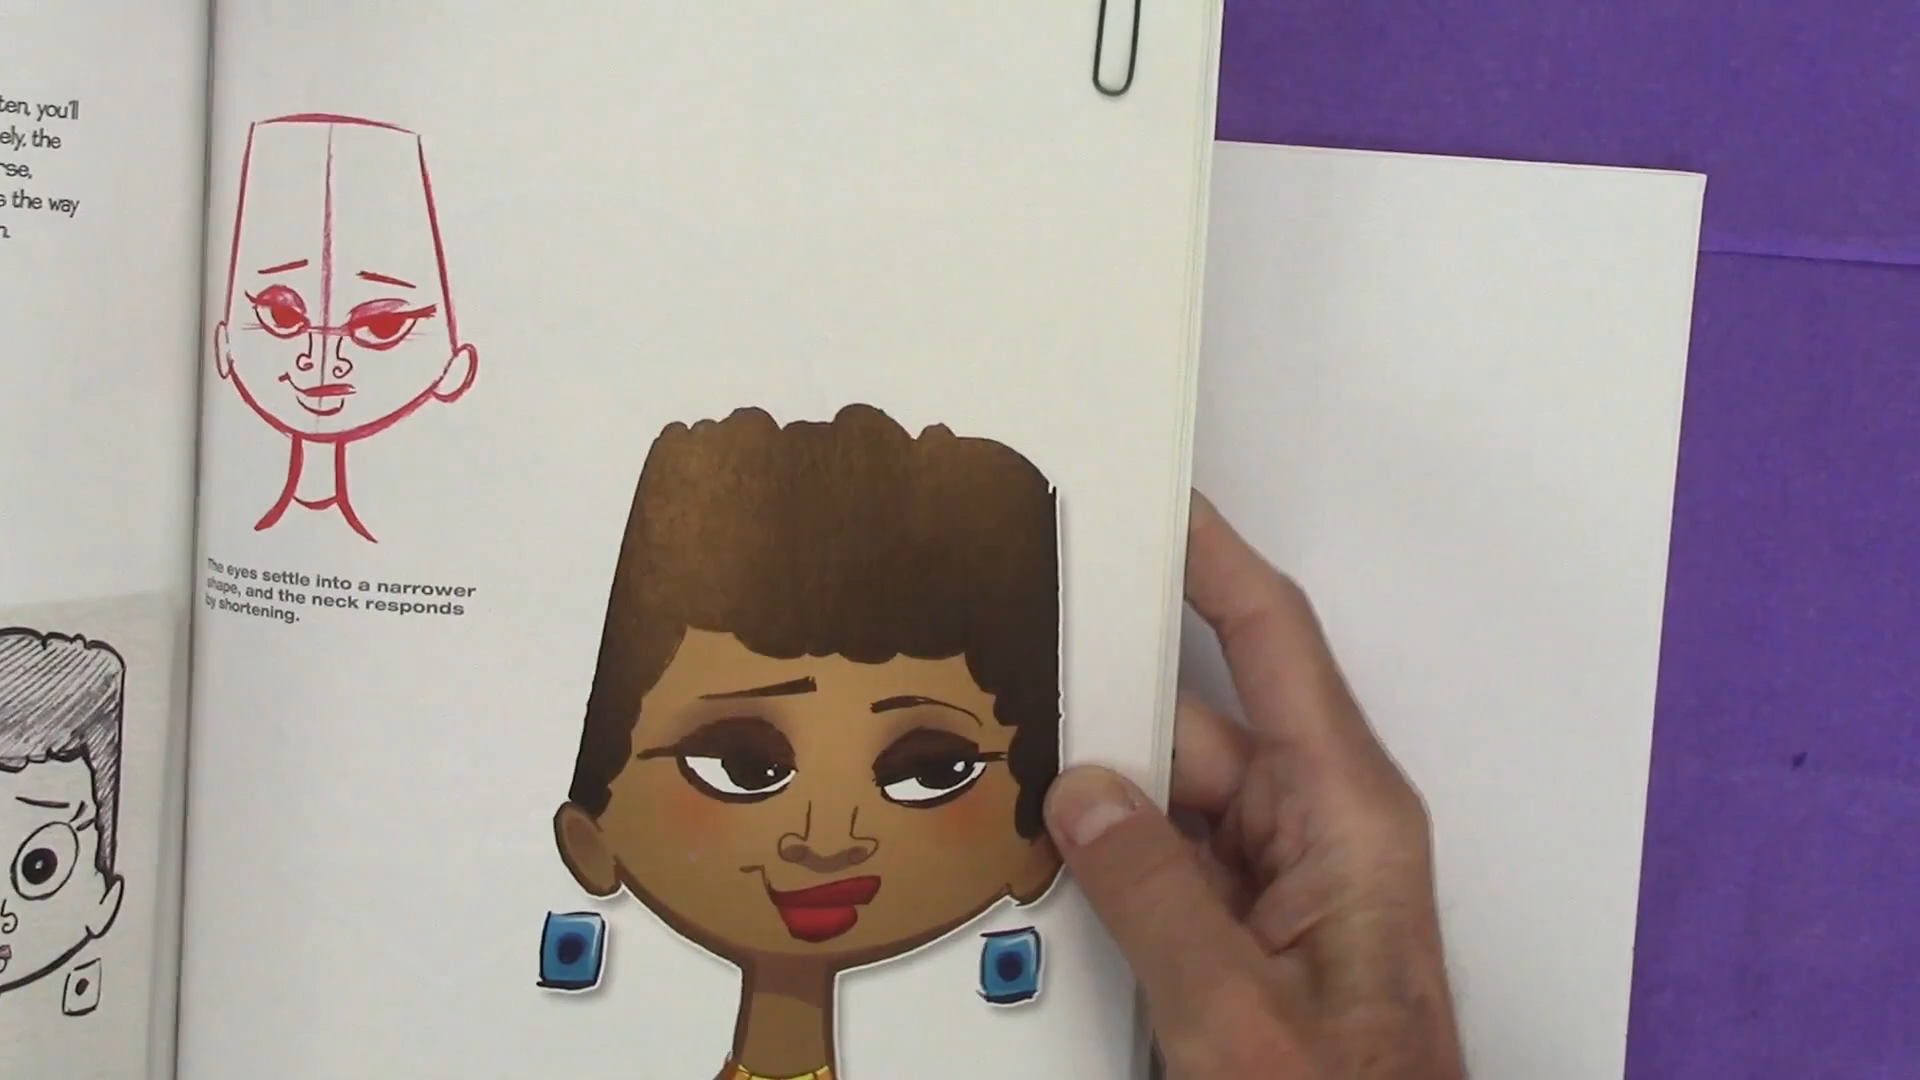 ten, you'll
ely, the
rse,
s the way
n.
The eyes settle into a narrower
shape, and the neck responds
by shortening.